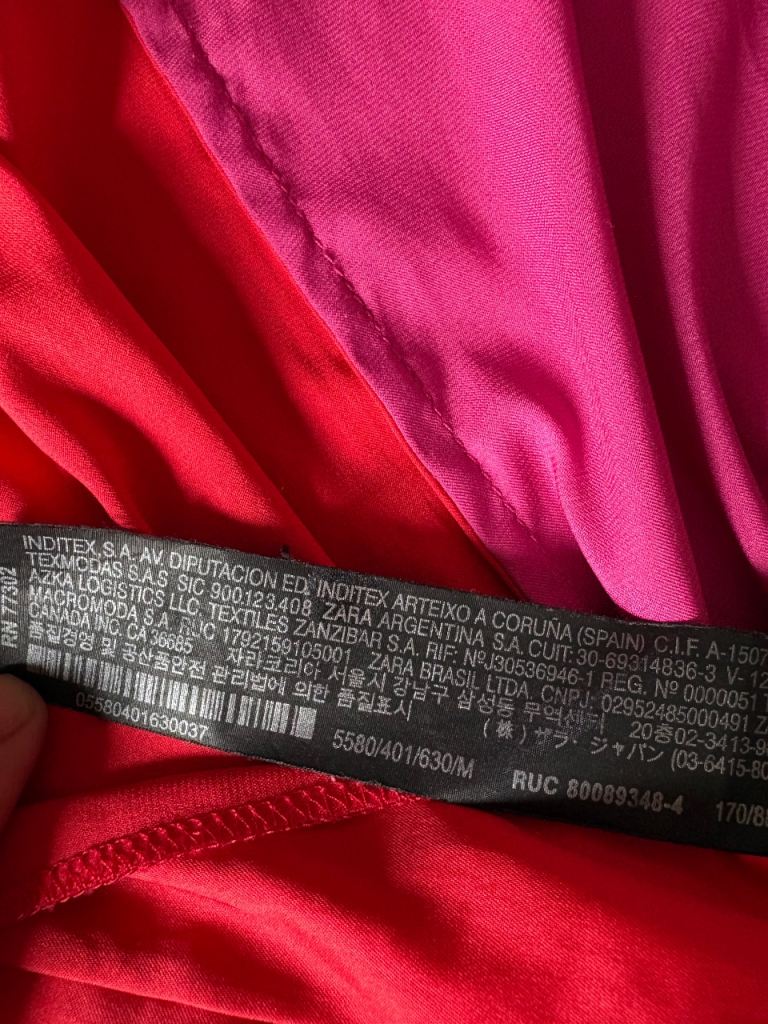 RN 77302
INDITEX, S.A. AV. DIPUTACION ED. INDITEX ARTEIXO A CORUÑA (SPAIN) C.I.F. A-1507
TEXMODAS S.A.S SIC 900123.408 ZARA ARGENTINA S.A. CUIT: 30-69314836-3 V-12
AZKA LOGISTICS LLC. TEXTILES ZANZIBAR S.A. RIF: NºJ30536946-1 REG. Nº 0000051
MACROMODA S.A. RUC 1792159105001 ZARA BRASIL LTDA. CNPJ. 02952485000491 ZA
CANADA INC. CA 36685 자라코리아 서울시 강남구 삼성동 무역센터 20층02-3413-98
품질경영 및 공산품안전 관리법에 의한 품질표시 (株) ザラ・ジャパン (03-6415-80
05580401630037
5580/401/630/M
RUC 80089348-4
170/88